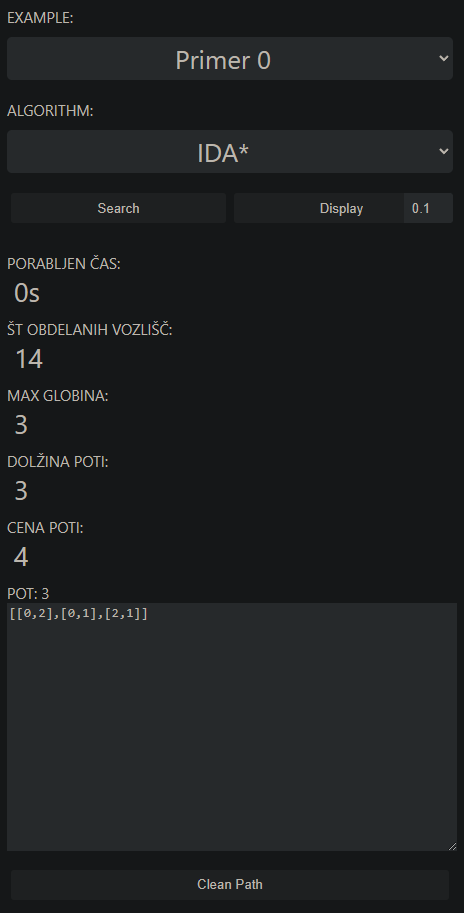 EXAMPLE:
Primer 0
ALGORITHM:
IDA*
Search Display 0.1
PORABLJEN ČAS:
0s
ŠT OBDELANIH VOZLIŠČ:
14
MAX GLOBINA:
3
DOLŽINA POTI:
3
CENA POTI:
4
POT: 3
[[0,2],[0,1],[2,1]]
Clean Path